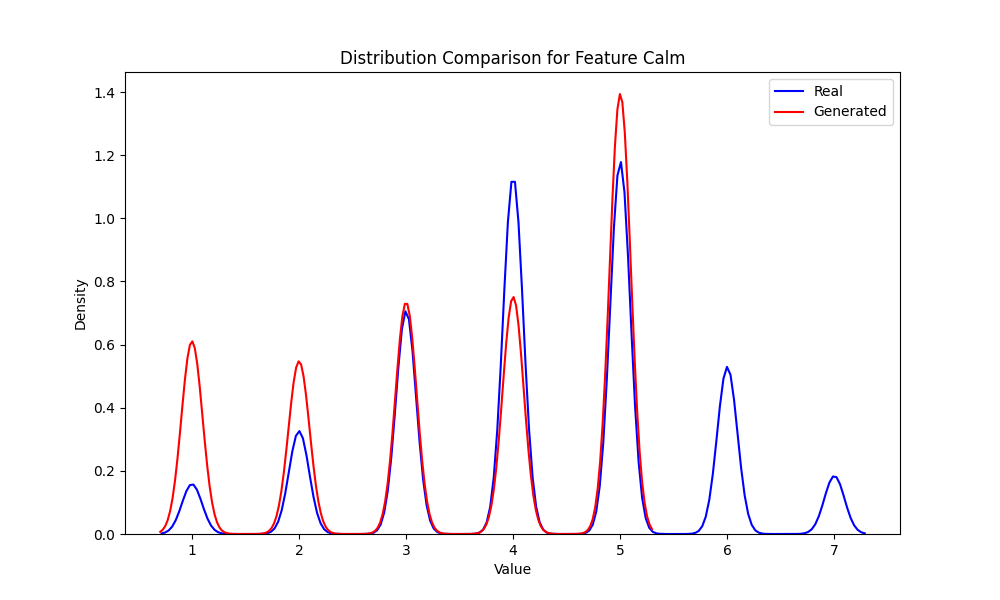 Distribution Comparison for Feature Calm
Real
Generated
Density
1.4
1.2
1.0
0.8
0.6
0.4
0.2
0.0
1 2 3 4 5 6 7
Value